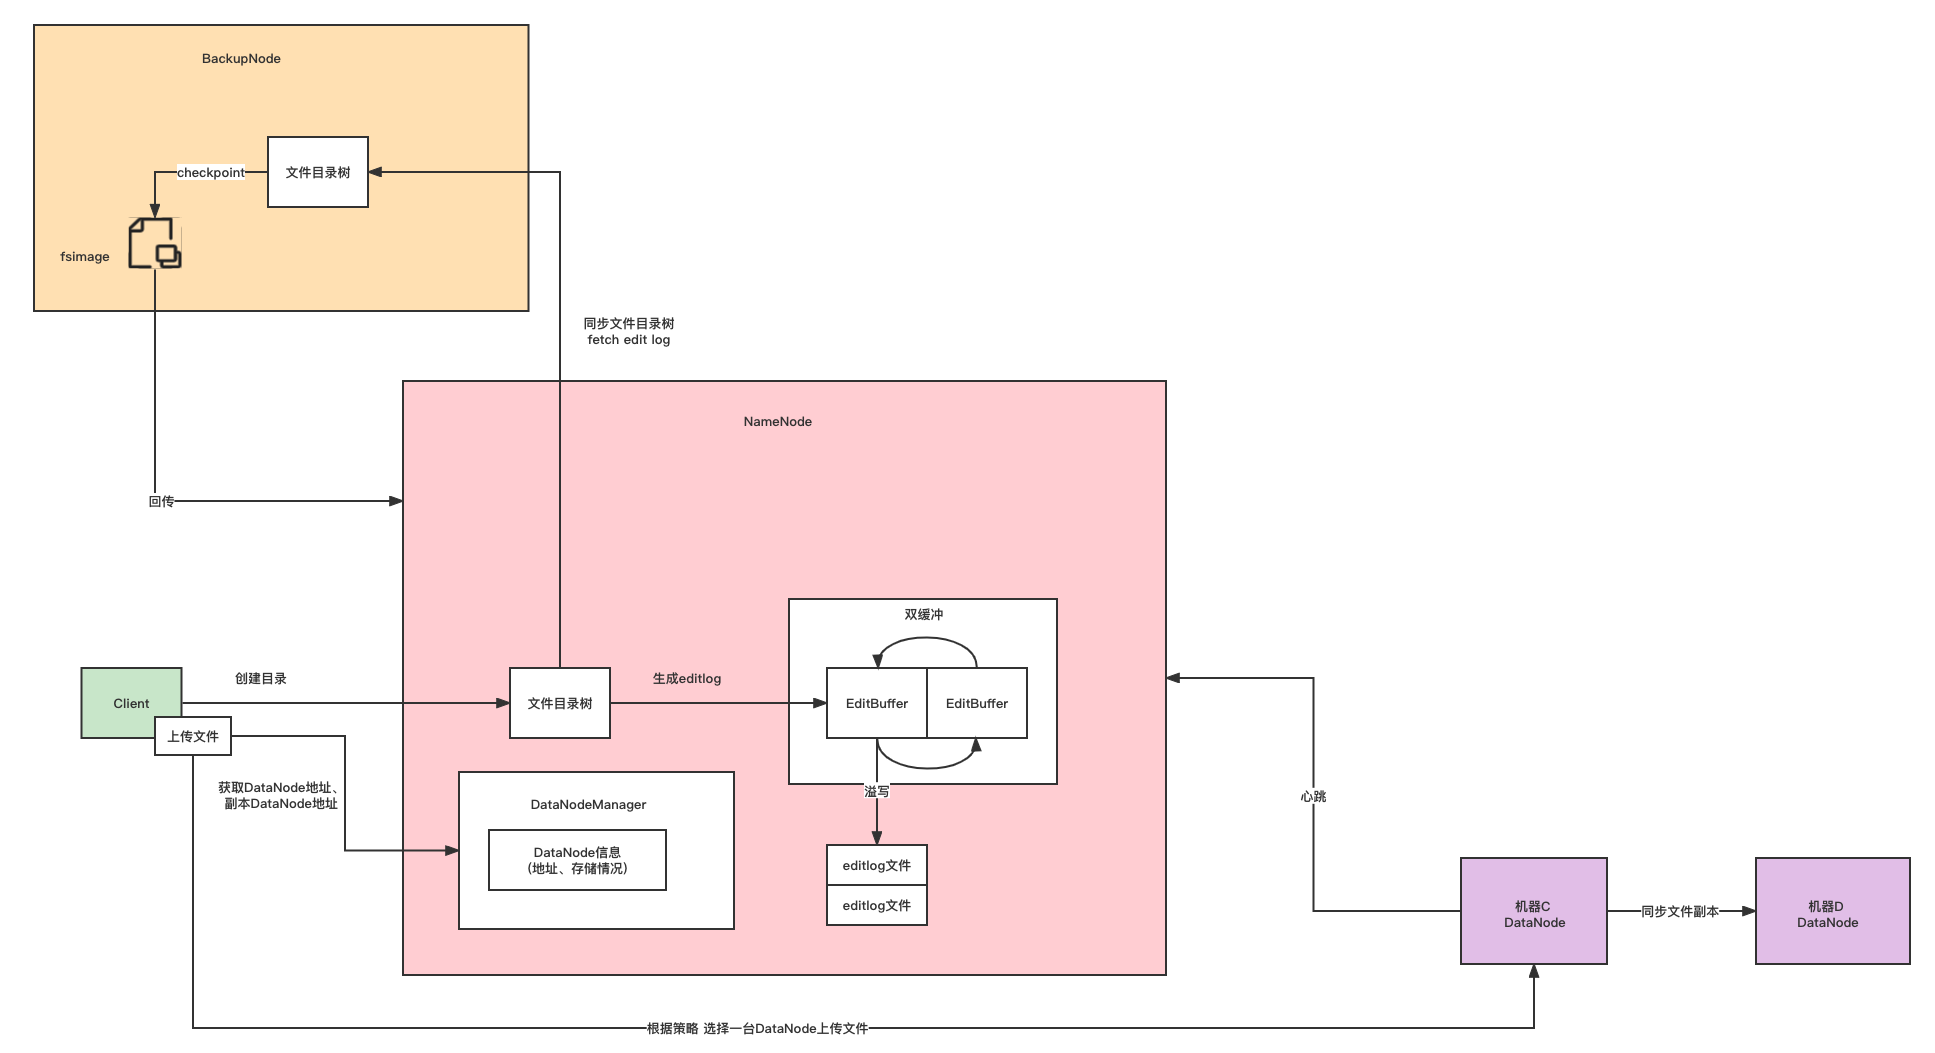 BackupNode
checkpoint
文件目录树
fsimage
同步文件目录树
fetch edit log
NameNode
回传
双缓冲
创建目录
生成editlog
Client
文件目录树
EditBuffer
EditBuffer
上传文件
获取DataNode地址、
副本DataNode地址
溢写
心跳
DataNodeManager
DataNode信息
(地址、存储情况)
editlog文件
editlog文件
机器C
DataNode
同步文件副本
机器D
DataNode
根据策略 选择一台DataNode上传文件